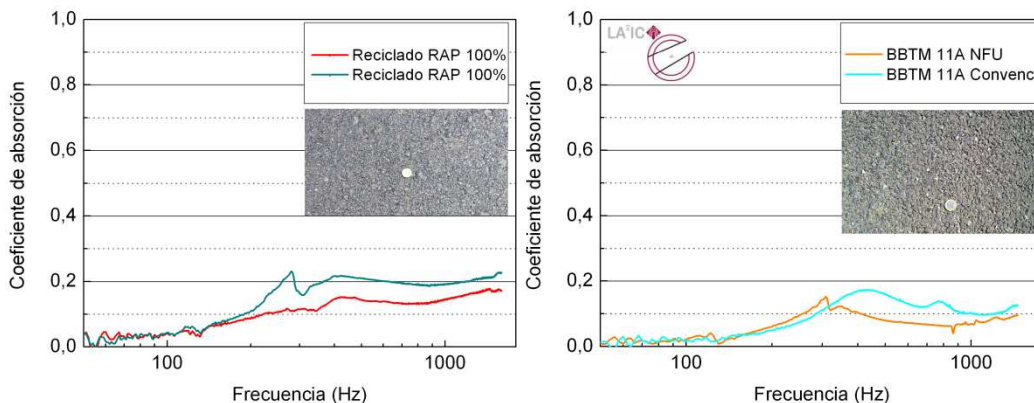 Coeficiente de absorción
1,0
0,8
0,6
0,4
0,2
0,0
Reciclado RAP 100%
Reciclado RAP 100%
100
1000
Frecuencia (Hz)
Coeficiente de absorción
1,0
0,8
0,6
0,4
0,2
0,0
LA²IC
BBTM 11A NFU
BBTM 11A Convenc
100
1000
Frecuencia (Hz)